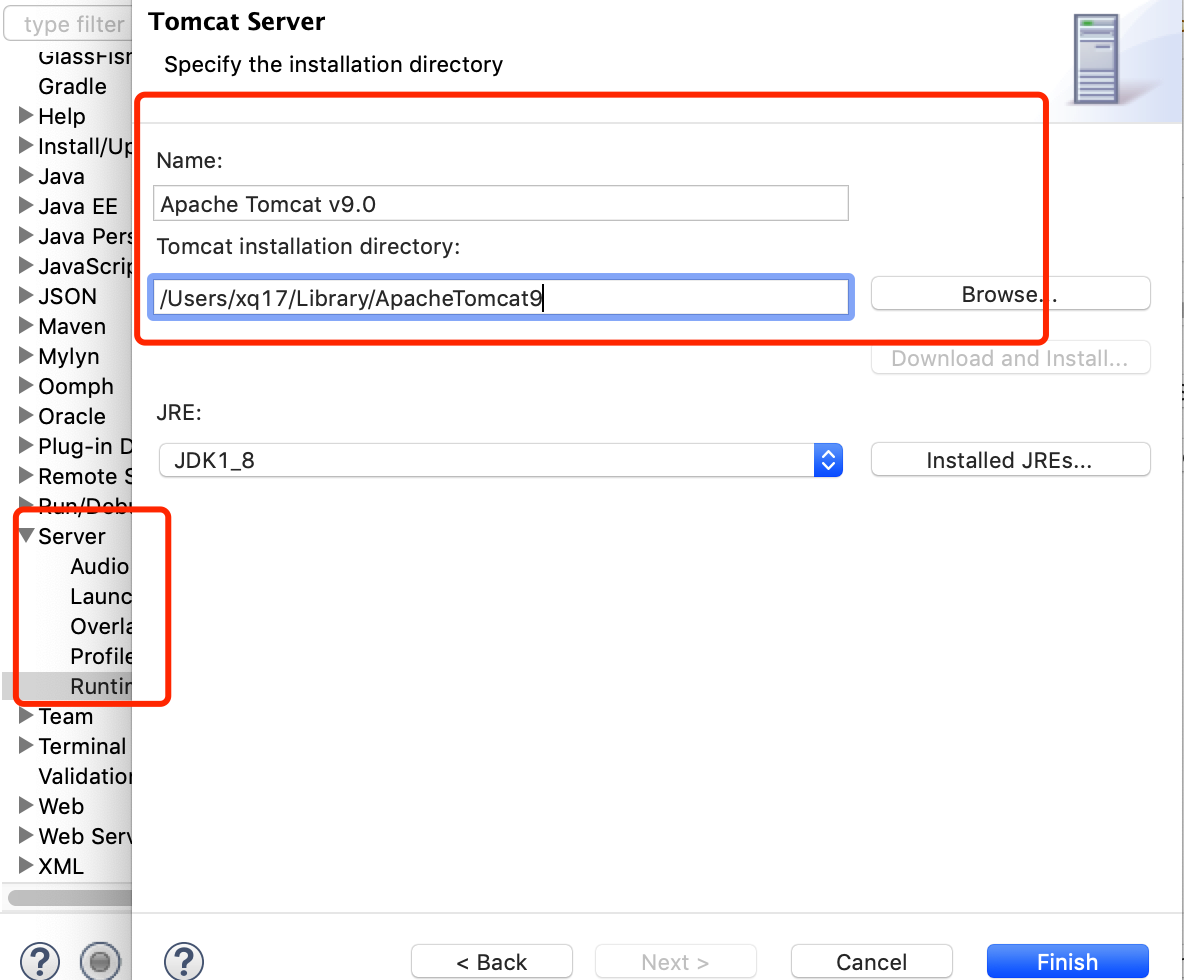 type filter
Tomcat Server
Specify the installation directory
GlassFish
Gradle
Help
Install/Up
Java
Java EE
Java Pers
JavaScrip
JSON
Maven
Mylyn
Oomph
Oracle
Plug-in D
Remote S
Run/Debu
Server
Audio
Launc
Overla
Profile
Runtin
Team
Terminal
Validation
Web
Web Serv
XML
Name:
Apache Tomcat v9.0
Tomcat installation directory:
/Users/xq17/Library/ApacheTomcat9
Browse...
Download and Install...
JRE:
JDK1_8
Installed JREs...
?
?
< Back
Next >
Cancel
Finish